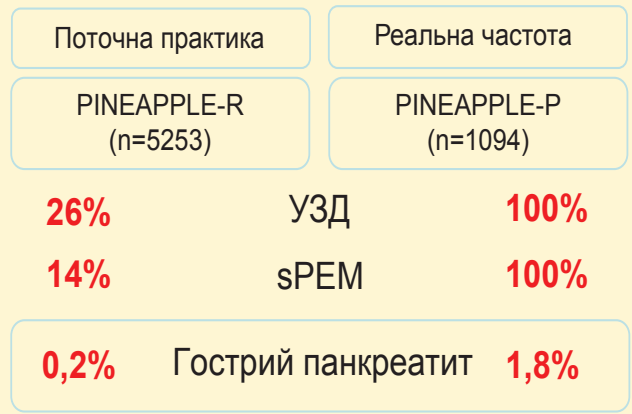 Поточна практика
Реальна частота
PINEAPPLE-R
(n=5253)
PINEAPPLE-P
(n=1094)
26% УЗД 100%
14% sPEM 100%
0,2% Гострий панкреатит 1,8%